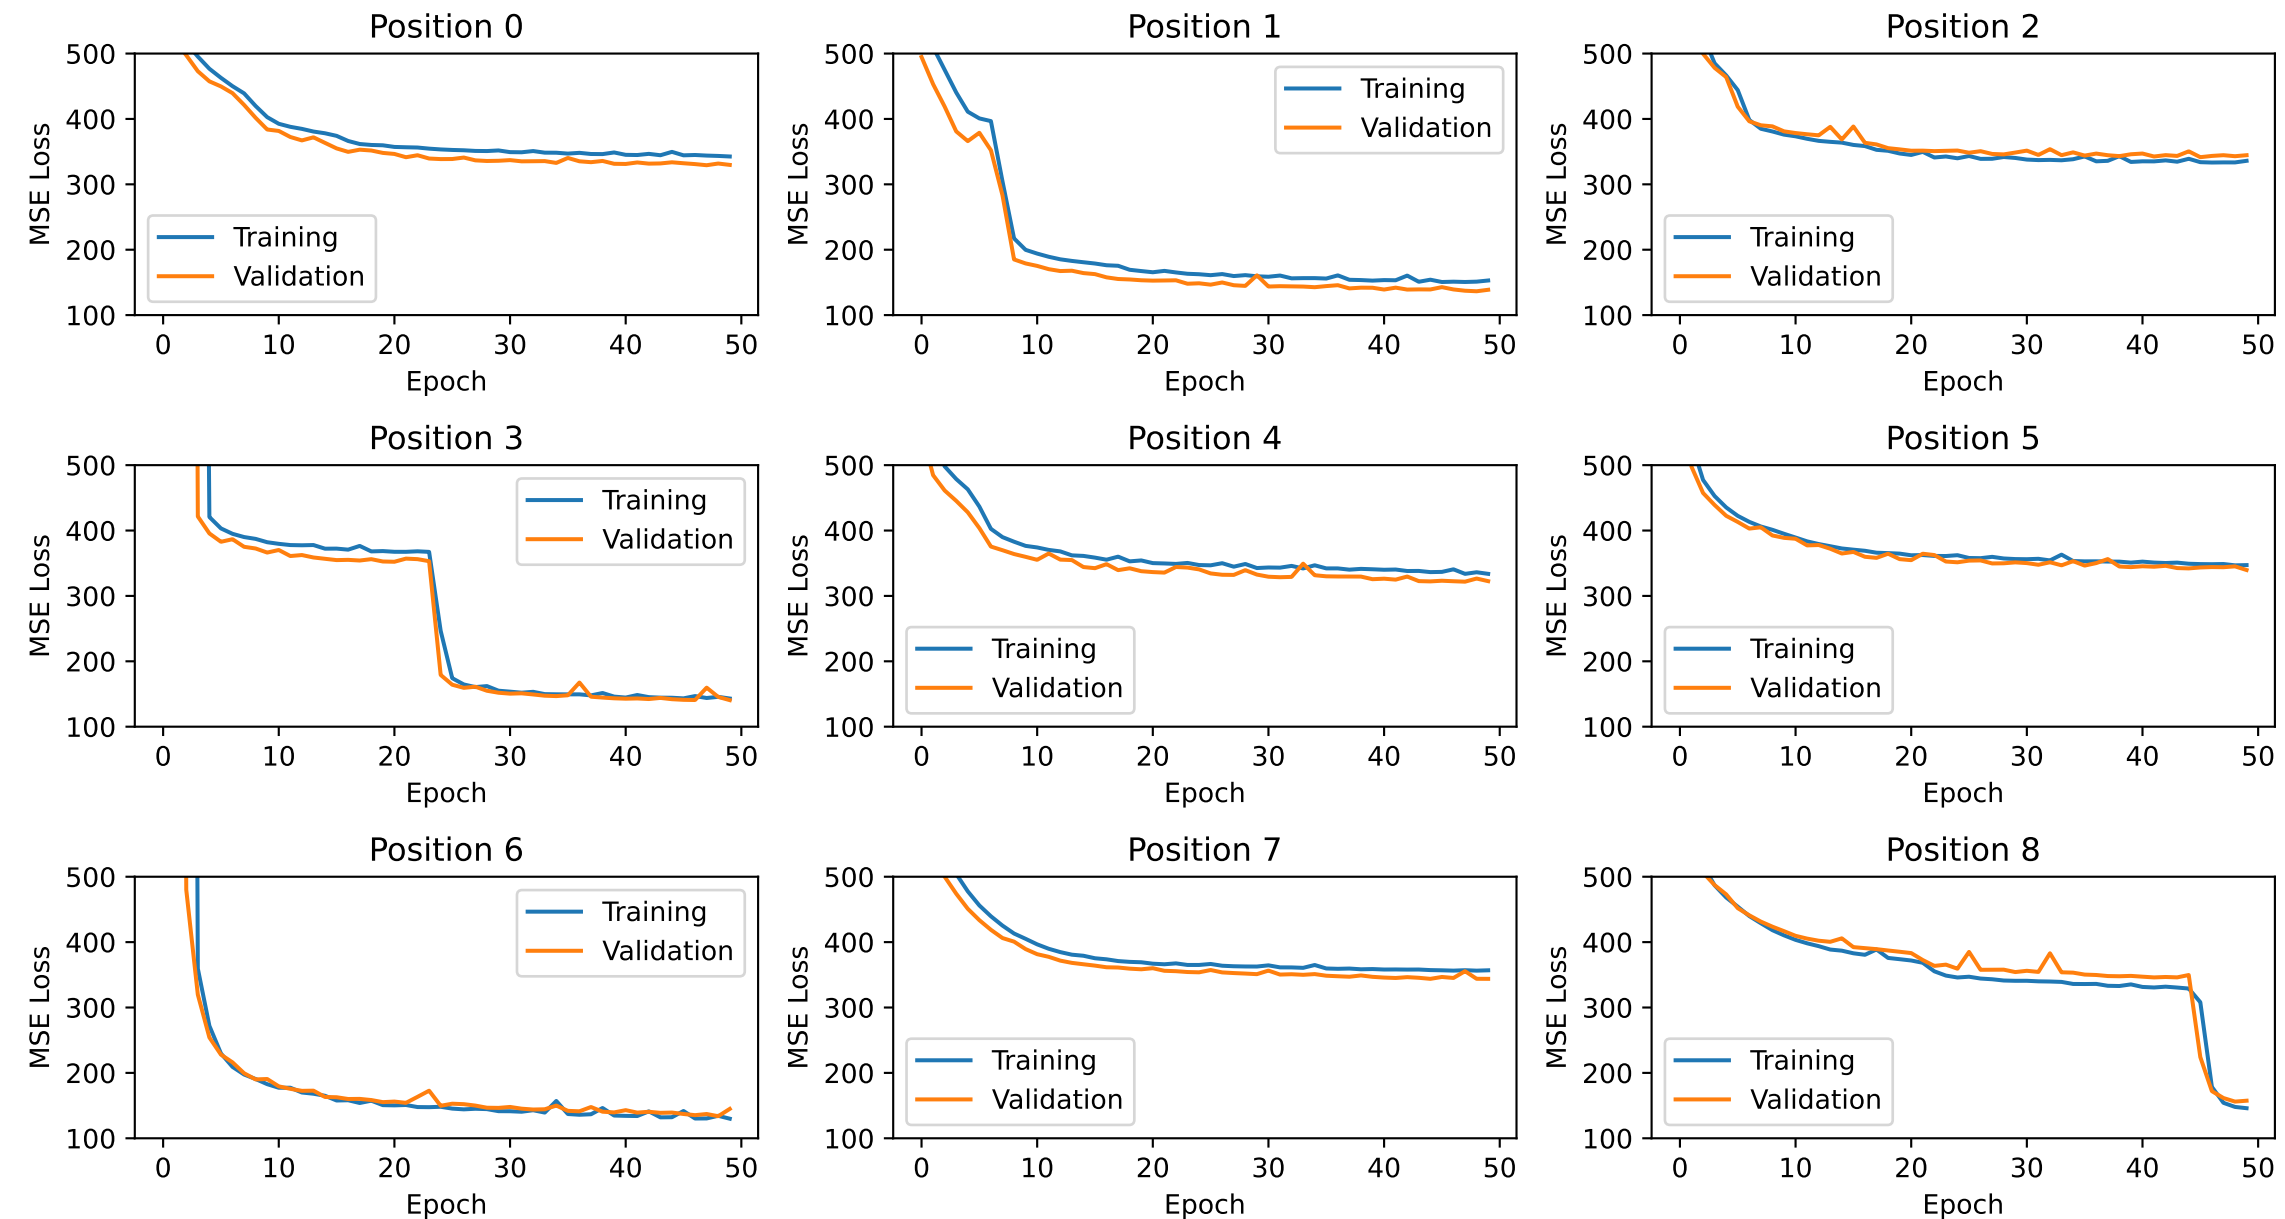 Position 0
500
400
300
200
100
MSE Loss
Training
Validation
0 10 20 30 40 50
Epoch
Position 1
500
400
300
200
100
MSE Loss
Training
Validation
0 10 20 30 40 50
Epoch
Position 2
500
400
300
200
100
MSE Loss
Training
Validation
0 10 20 30 40 50
Epoch
Position 3
500
400
300
200
100
MSE Loss
Training
Validation
0 10 20 30 40 50
Epoch
Position 4
500
400
300
200
100
MSE Loss
Training
Validation
0 10 20 30 40 50
Epoch
Position 5
500
400
300
200
100
MSE Loss
Training
Validation
0 10 20 30 40 50
Epoch
Position 6
500
400
300
200
100
MSE Loss
Training
Validation
0 10 20 30 40 50
Epoch
Position 7
500
400
300
200
100
MSE Loss
Training
Validation
0 10 20 30 40 50
Epoch
Position 8
500
400
300
200
100
MSE Loss
Training
Validation
0 10 20 30 40 50
Epoch